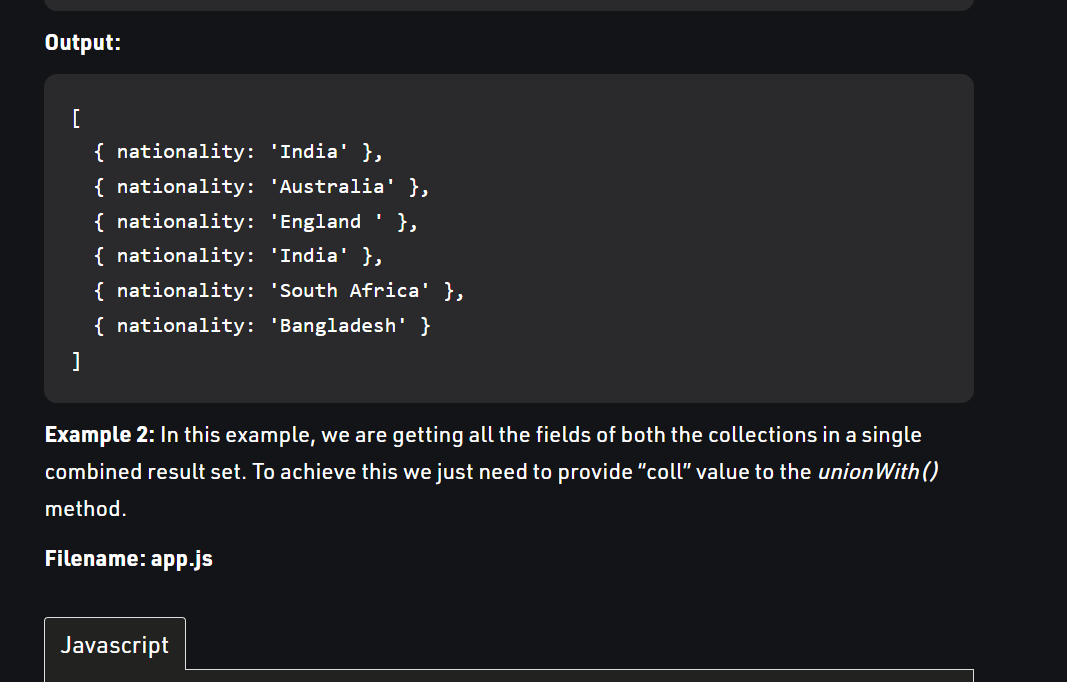 Output:
[
  { nationality: 'India' },
  { nationality: 'Australia' },
  { nationality: 'England ' },
  { nationality: 'India' },
  { nationality: 'South Africa' },
  { nationality: 'Bangladesh' }
]
Example 2: In this example, we are getting all the fields of both the collections in a single
combined result set. To achieve this we just need to provide “coll” value to the unionWith()
method.
Filename: app.js
Javascript